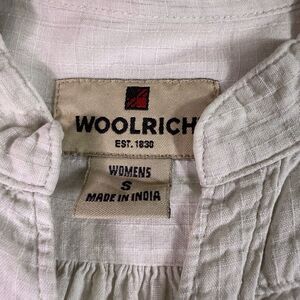 WOOLRICH
EST. 1830
WOMENS
S
MADE IN INDIA